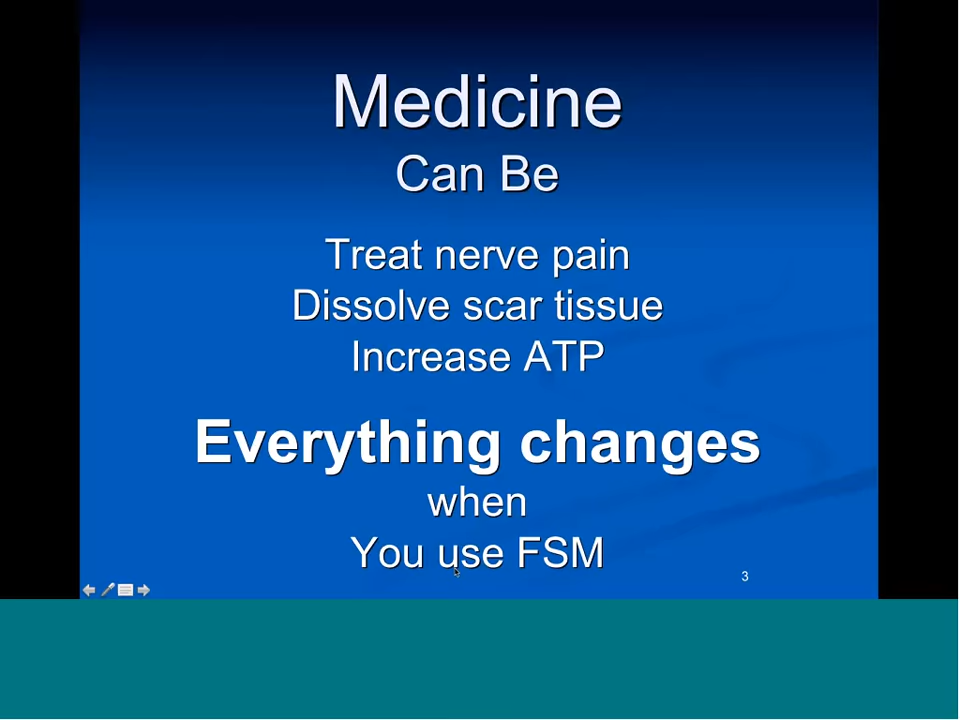 Medicine
Can Be
Treat nerve pain
Dissolve scar tissue
Increase ATP
Everything changes
when
You use FSM
3